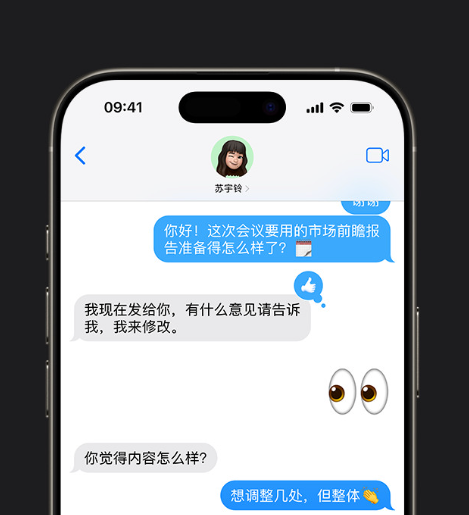 09:41
苏宇铃
谢谢
你好！这次会议要用的市场前瞻报
告准备得怎么样了？
我现在发给你，有什么意见请告诉
我，我来修改。
你觉得内容怎么样？
想调整几处，但整体👏